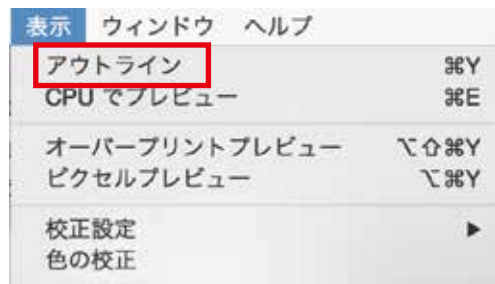 表示 ウィンドウ ヘルプ
アウトライン ⌘Y
CPU でプレビュー ⌘E
オーバープリントプレビュー ⌥⇧⌘Y
ピクセルプレビュー ⌥⌘Y
校正設定 ▶
色の校正